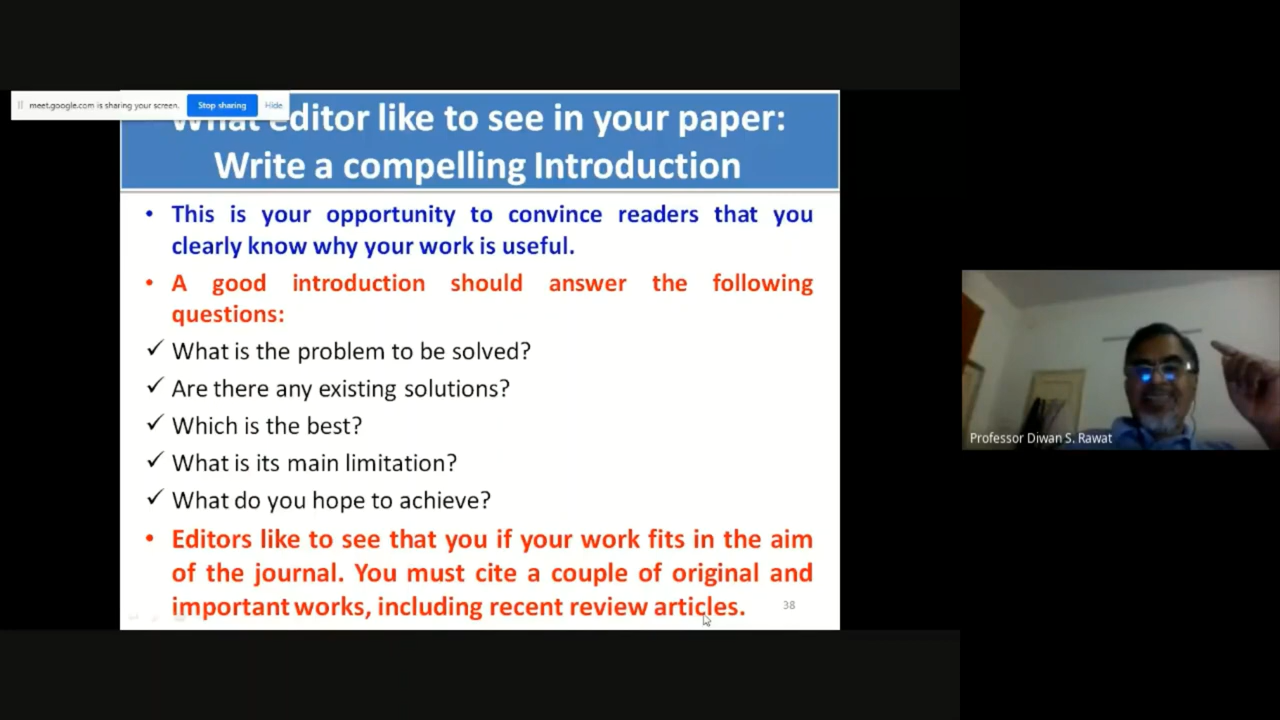 meet.google.com is sharing your screen. Stop sharing Hide
What editor like to see in your paper:
Write a compelling Introduction
• This is your opportunity to convince readers that you
clearly know why your work is useful.
• A good introduction should answer the following
questions:
✓ What is the problem to be solved?
✓ Are there any existing solutions?
✓ Which is the best?
✓ What is its main limitation?
✓ What do you hope to achieve?
• Editors like to see that you if your work fits in the aim
of the journal. You must cite a couple of original and
important works, including recent review articles.
38
Professor Diwan S. Rawat